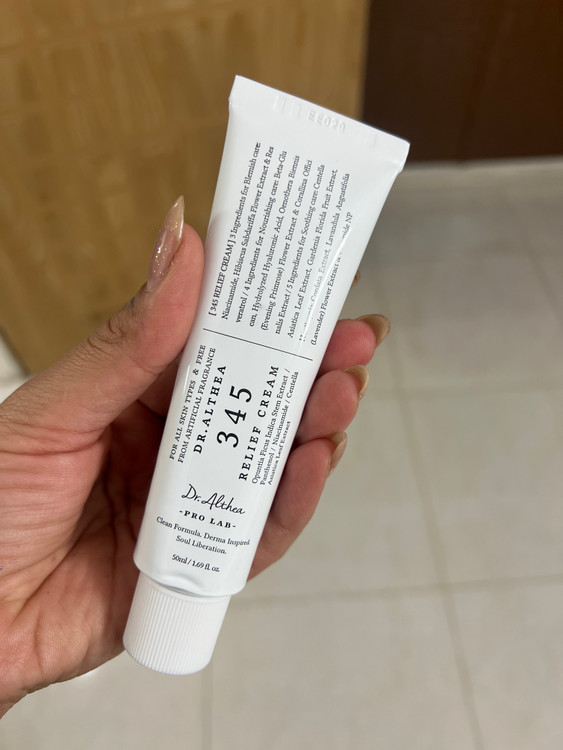 [ 345 RELIEF CREAM ] 3 Ingredients for Blemish care:
Niacinamide, Hibiscus Sabdariffa Flower Extract & Res
veratrol / 4 Ingredients for Nourishing care: Beta-Glu
can, Hydrolyzed Hyaluronic Acid, Oenothera Biennis
(Evening Primrose) Flower Extract & Corallina Offici
nalis Extract / 5 Ingredients for Soothing care: Centella
Asiatica Leaf Extract, Gardenia Florida Fruit Extract,
Extract, Lavandula Angustifolia
(Lavender) Flower Extract NP
FOR ALL SKIN TYPES & FREE
FROM ARTIFICIAL FRAGRANCE
DR.ALTHEA
345
RELIEF CREAM
Opuntia Ficus Indica Stem Extract /
Panthenol / Niacinamide / Centella
Asiatica Leaf Extract
Dr.Althea
-PRO LAB-
Clean Formula, Derma Inspired
Soul Liberation.
50ml / 1.69 fl. oz.